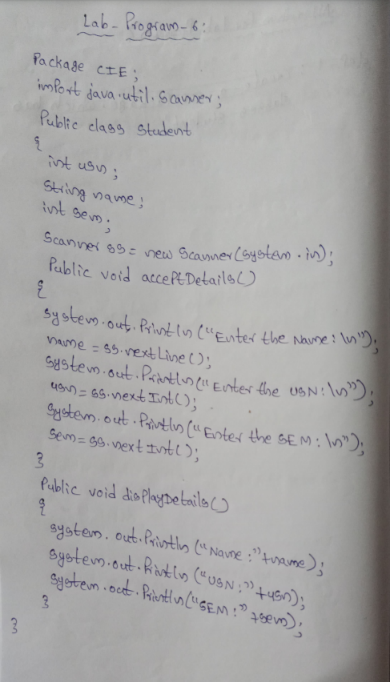 Lab - Program - 6:
Package CIE;
import java.util.Scanner;
Public class Student
{
int usn;
String name;
int sem;
Scanner ss = new Scanner(system.in);
Public void acceptDetails()
{
system.out.Println("Enter the Name: \n");
name = ss.nextLine();
system.out.Println("Enter the USN: \n");
usn = ss.nextInt();
System.out.Println("Enter the SEM: \n");
sem = ss.nextInt();
}
Public void displayDetails()
{
system.out.Println("Name:"+name);
system.out.Println("USN:"+usn);
system.out.Println("SEM:"+sem);
}
}